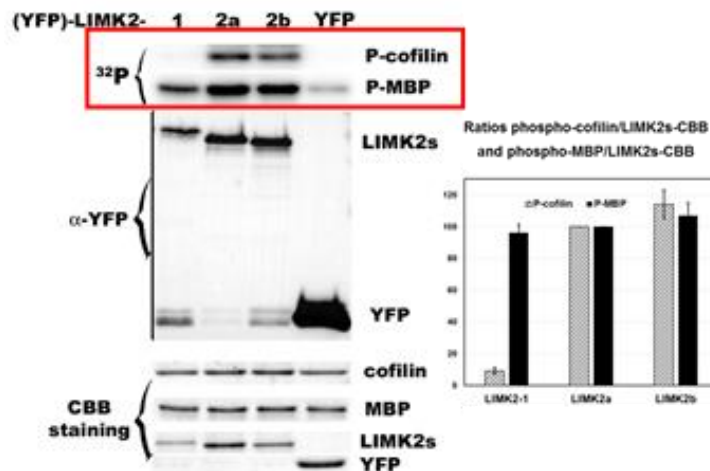 (YFP)-LIMK2- 1 2a 2b YFP
32P
P-cofilin
P-MBP
LIMK2s
α-YFP
YFP
cofilin
CBB
staining
MBP
LIMK2s
YFP
Ratios phospho-cofilin/LIMK2s-CBB
and phospho-MBP/LIMK2s-CBB
P-cofilin P-MBP
120
100
80
60
40
20
0
LIMK2-1 LIMK2a LIMK2b